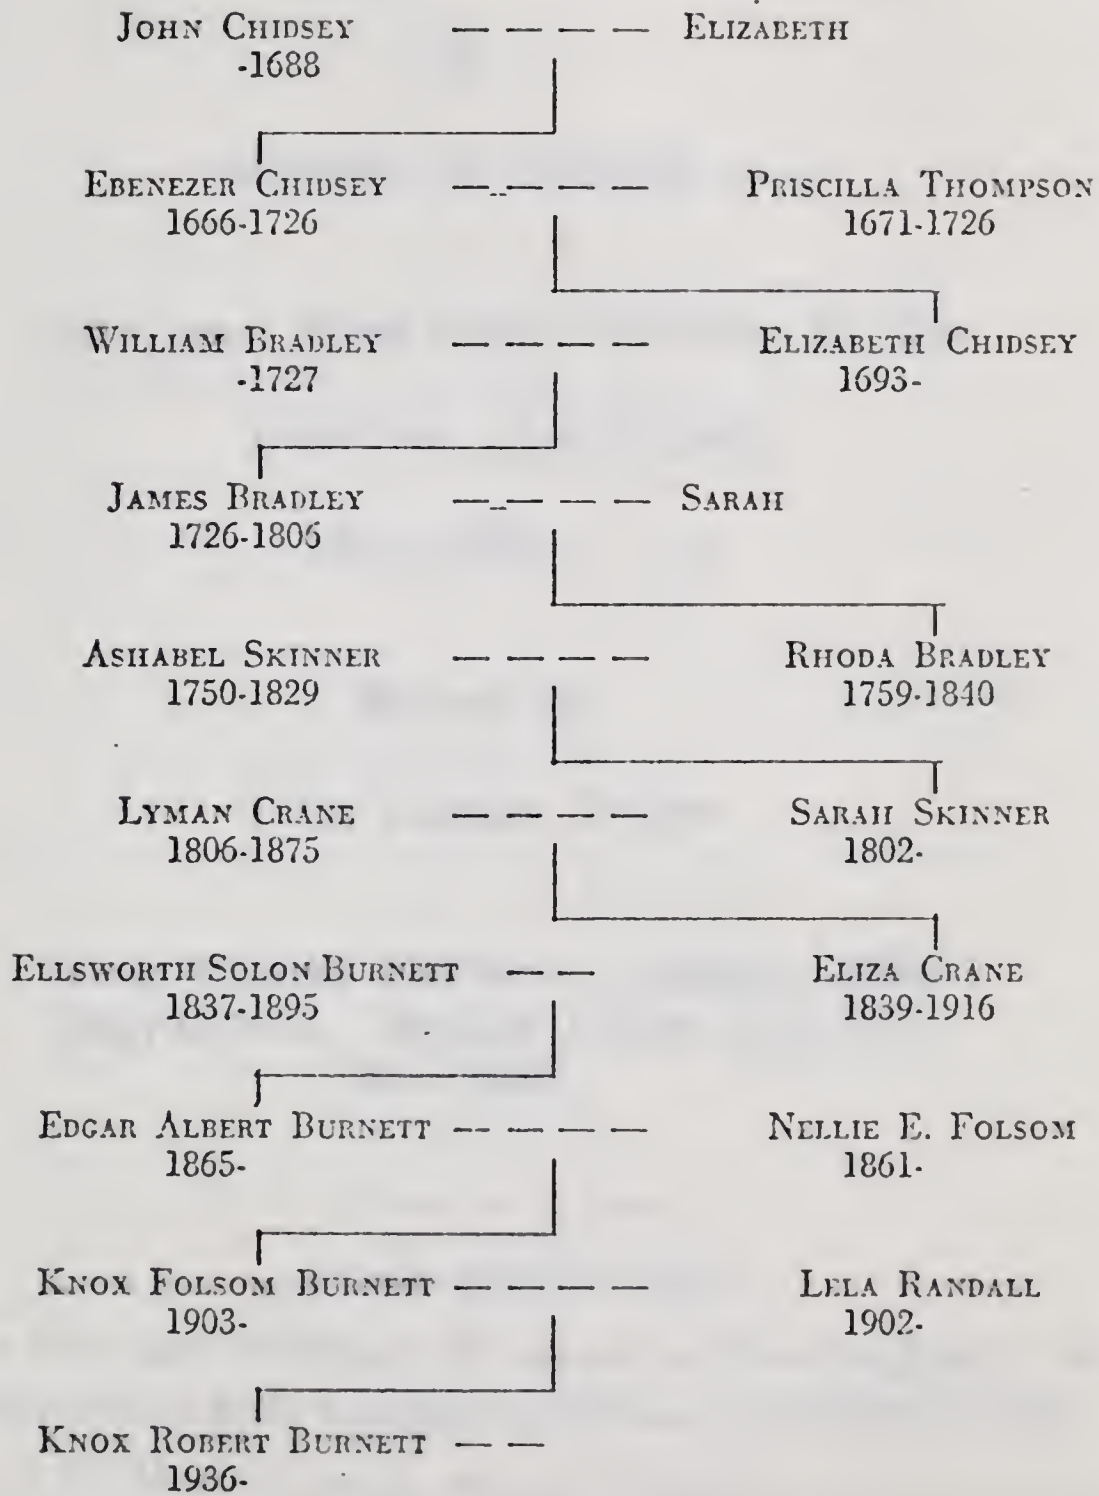 JOHN CHIDSEY — — — — ELIZABETH
-1688
EBENEZER CHIDSEY — — — — PRISCILLA THOMPSON
1666-1726 1671-1726
WILLIAM BRADLEY — — — — ELIZABETH CHIDSEY
-1727 1693-
JAMES BRADLEY — — — — SARAH
1726-1806
ASHABEL SKINNER — — — — RHODA BRADLEY
1750-1829 1759-1840
LYMAN CRANE — — — — SARAH SKINNER
1806-1875 1802-
ELLSWORTH SOLON BURNETT — — ELIZA CRANE
1837-1895 1839-1916
EDGAR ALBERT BURNETT — — — — NELLIE E. FOLSOM
1865- 1861-
KNOX FOLSOM BURNETT — — — — LELA RANDALL
1903- 1902-
KNOX ROBERT BURNETT — —
1936-